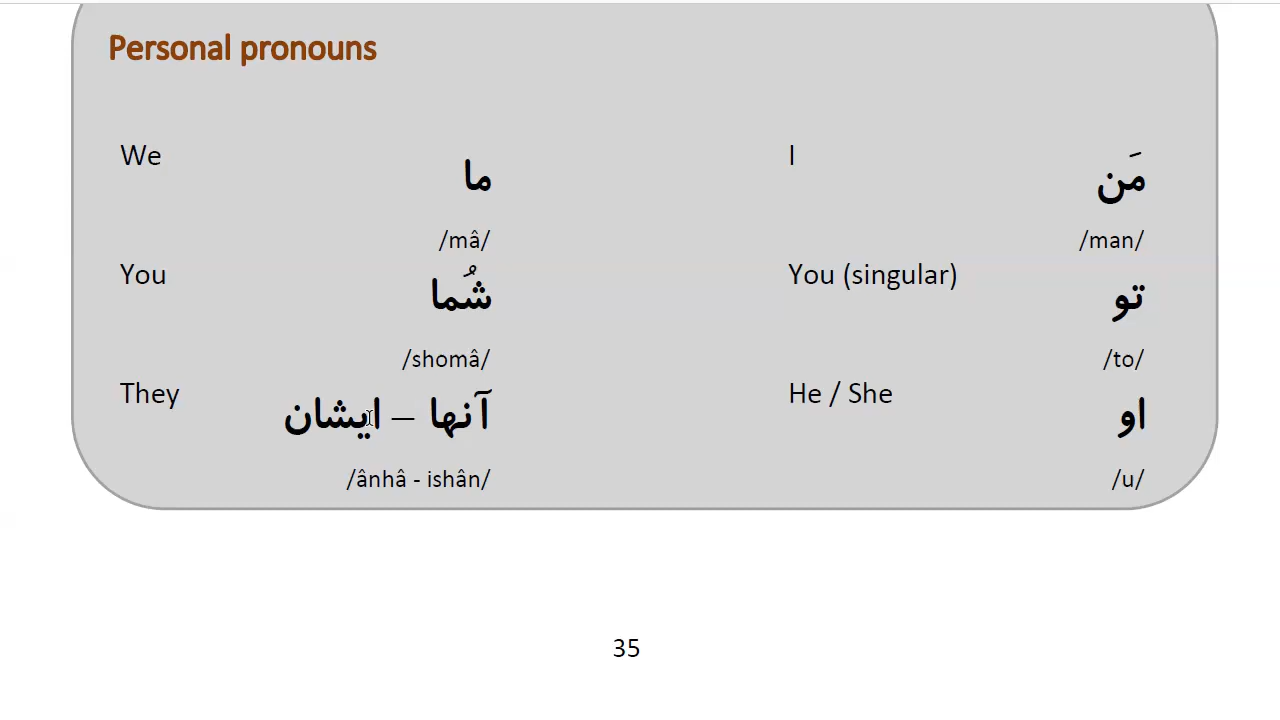 Personal pronouns
We ما I مَن
/mâ/ /man/
You شُما You (singular) تو
/shomâ/ /to/
They آنها – ایشان He / She او
/ânhâ - ishân/ /u/
35